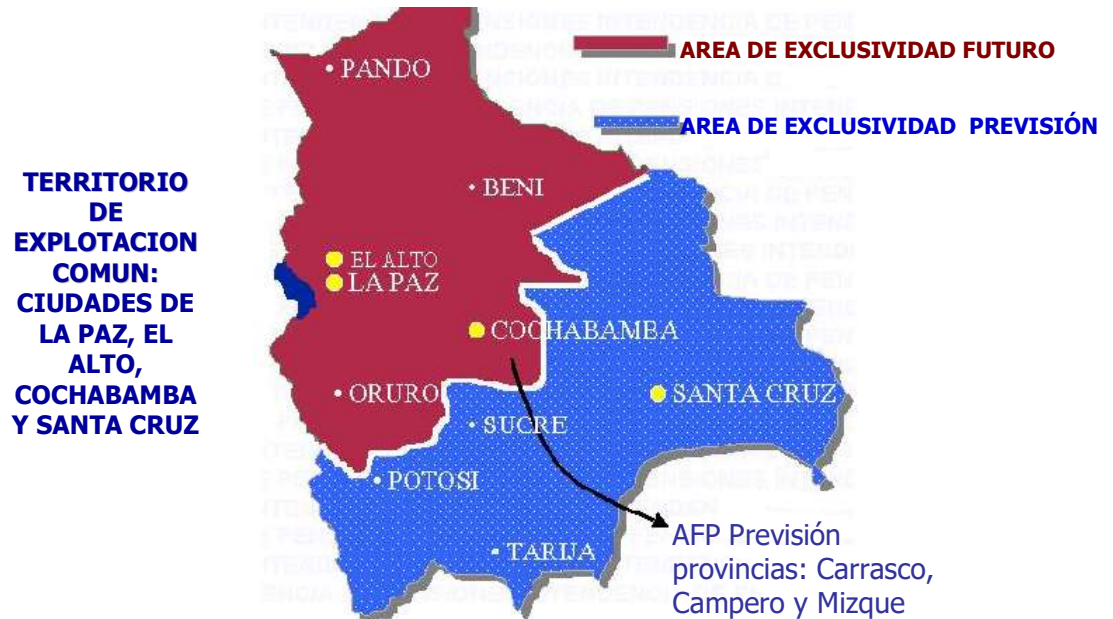 AREA DE EXCLUSIVIDAD FUTURO
PANDO
AREA DE EXCLUSIVIDAD PREVISIÓN
TERRITORIO
DE
EXPLOTACION
COMUN:
CIUDADES DE
LA PAZ, EL
ALTO,
COCHABAMBA
Y SANTA CRUZ
BENI
EL ALTO
LA PAZ
COCHABAMBA
ORURO
SANTA CRUZ
SUCRE
POTOSI
TARIJA
AFP Previsión
provincias: Carrasco,
Campero y Mizque